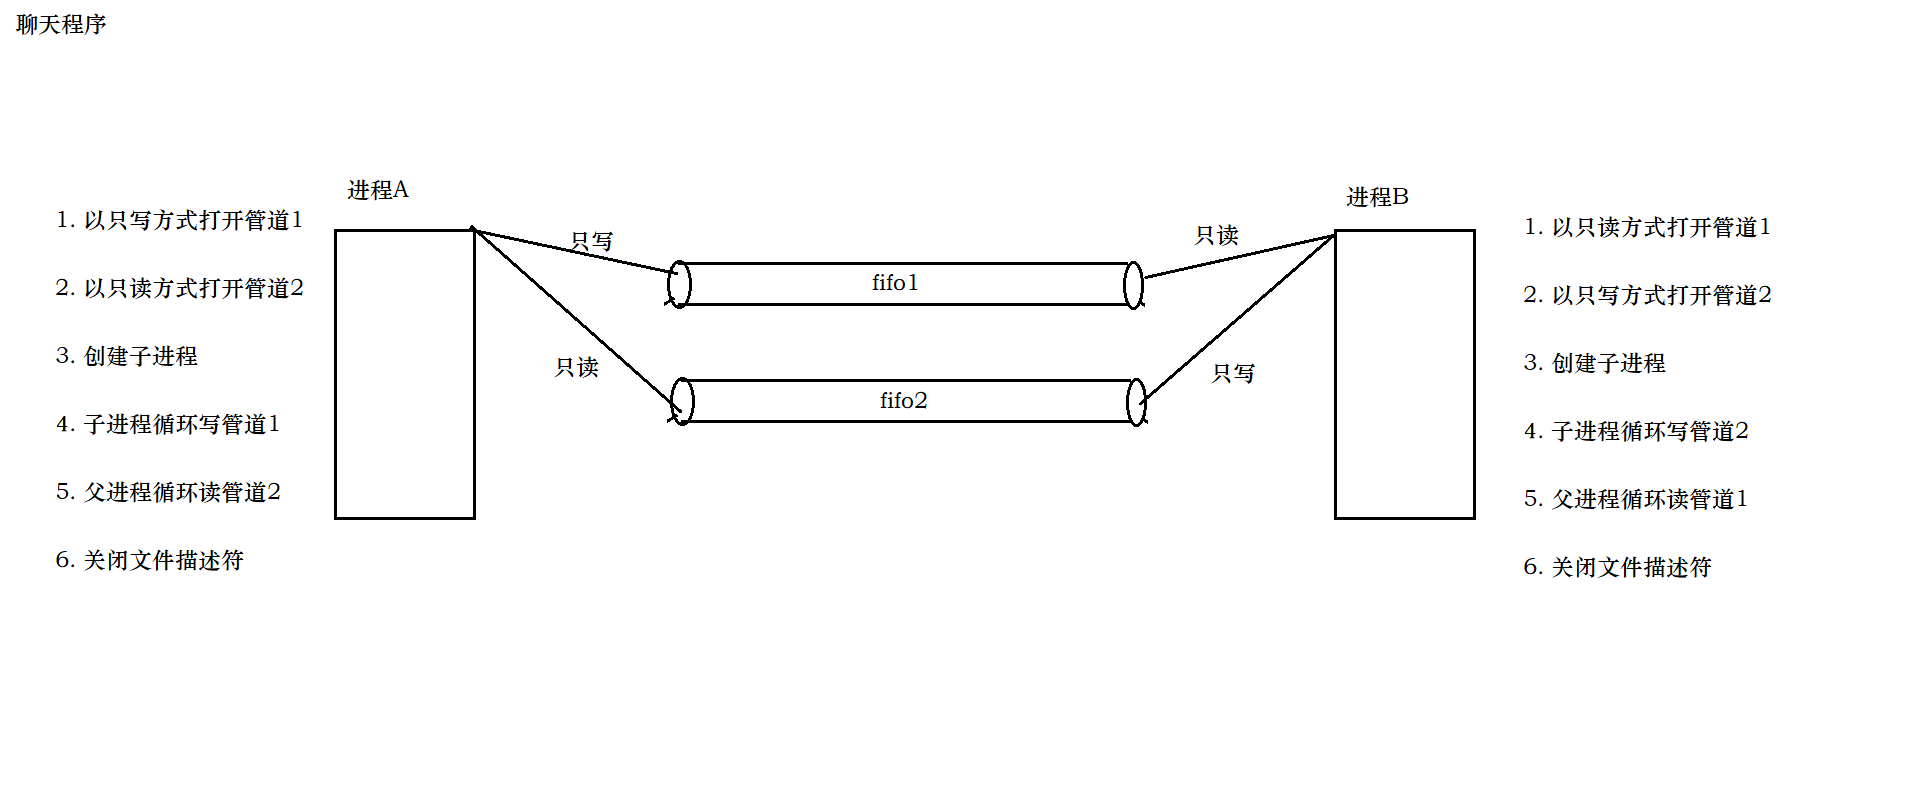 聊天程序
进程A
1. 以只写方式打开管道1
2. 以只读方式打开管道2
3. 创建子进程
4. 子进程循环写管道1
5. 父进程循环读管道2
6. 关闭文件描述符
只写
只读
fifo1
fifo2
只读
只写
进程B
1. 以只读方式打开管道1
2. 以只写方式打开管道2
3. 创建子进程
4. 子进程循环写管道2
5. 父进程循环读管道1
6. 关闭文件描述符